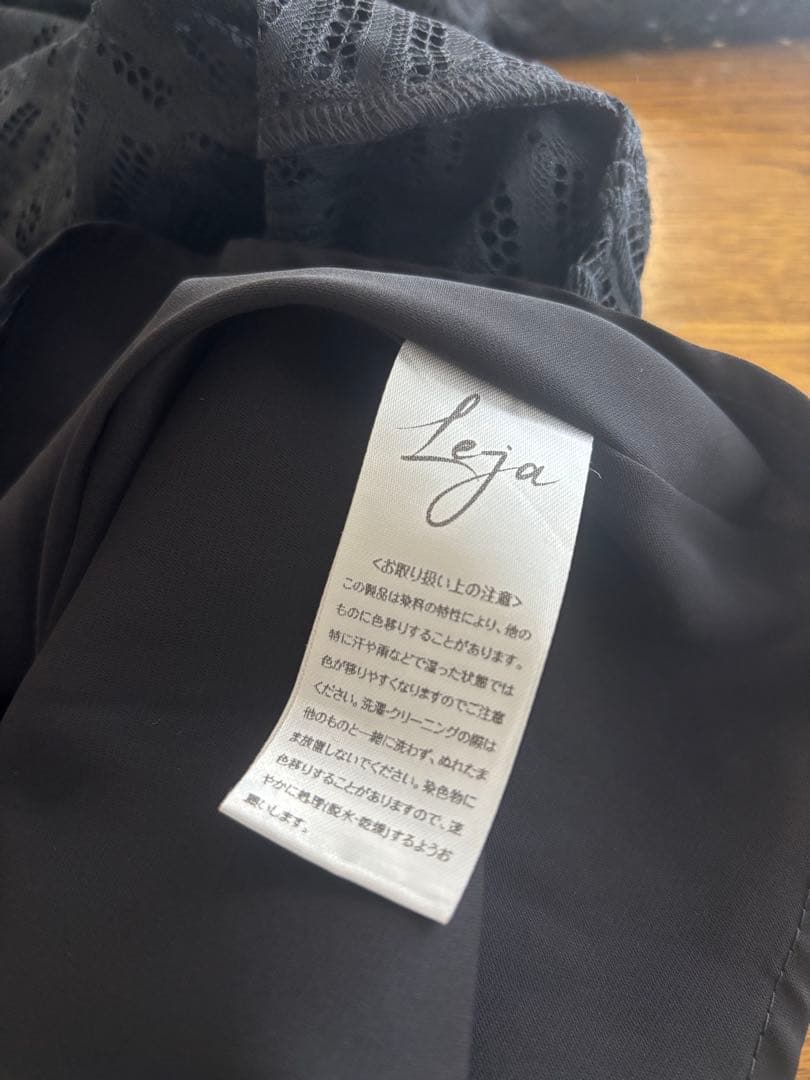 Leja
<お取り扱い上の注意>
この製品は染料の特性により、他の
ものに色移りすることがあります。
特に汗や雨などで湿った状態では
色が移りやすくなりますのでご注意
ください。洗濯・クリーニングの際は
他のものと一緒に洗わず、ぬれたま
ま放置しないでください。染色物に
色移りすることがありますので、速
やかに処理(脱水・乾燥)するようお
願いします。